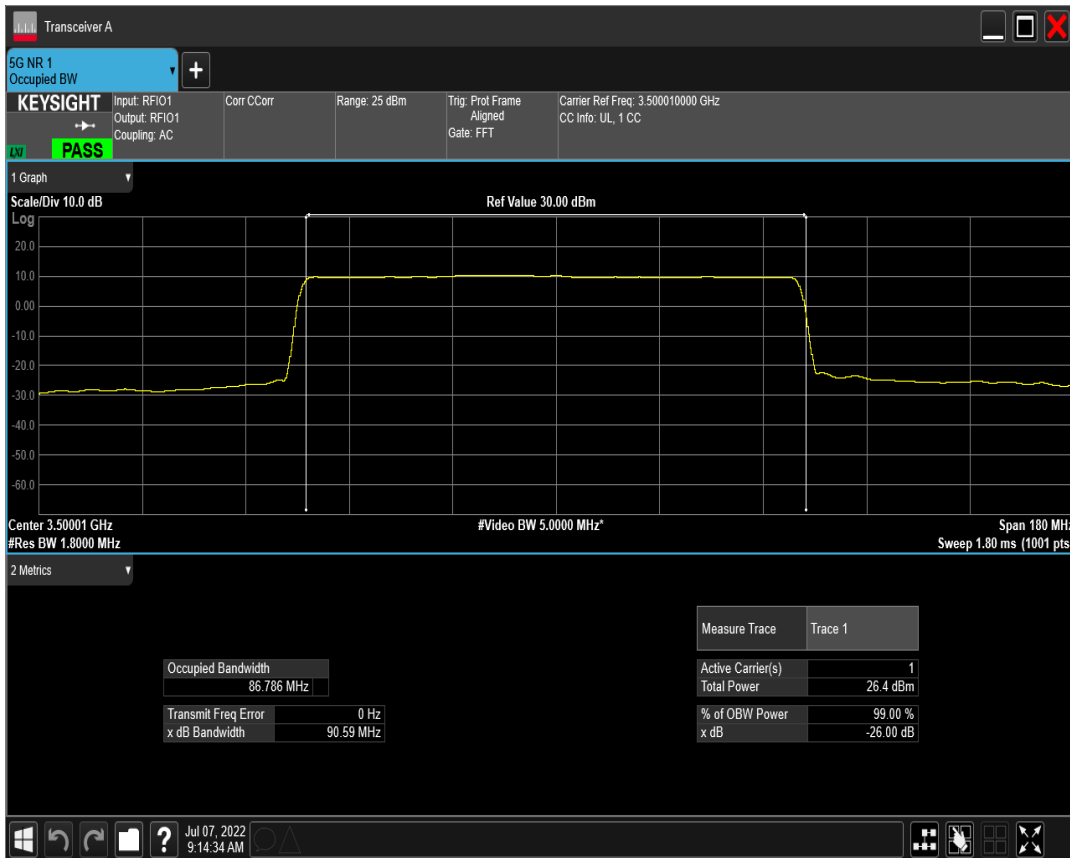 Transceiver A
5G NR 1
Occupied BW
KEYSIGHT
LXI
PASS
Input: RFIO1
Output: RFIO1
Coupling: AC
Corr CCorr
Range: 25 dBm
Trig: Prot Frame
Aligned
Gate: FFT
Carrier Ref Freq: 3.500010000 GHz
CC Info: UL, 1 CC
1 Graph
Scale/Div 10.0 dB
Ref Value 30.00 dBm
Log
20.0
10.0
0.00
-10.0
-20.0
-30.0
-40.0
-50.0
-60.0
Center 3.50001 GHz
#Video BW 5.0000 MHz*
Span 180 MHz
#Res BW 1.8000 MHz
Sweep 1.80 ms (1001 pts
2 Metrics
Measure Trace Trace 1
Occupied Bandwidth
86.786 MHz
Active Carrier(s) 1
Total Power 26.4 dBm
Transmit Freq Error 0 Hz
x dB Bandwidth 90.59 MHz
% of OBW Power 99.00 %
x dB -26.00 dB
?
Jul 07, 2022
9:14:34 AM